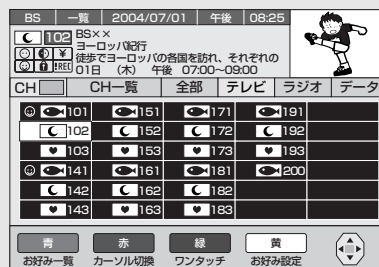 BS 一覧 2004/07/01 午後 08:25
102 BS××
ヨーロッパ紀行
徒歩でヨーロッパの各国を訪れ、それぞれの
¥ !REC 01日 (木) 午後 07:00~09:00
CH CH一覧 全部 テレビ ラジオ データ
101 151 171 191
102 152 172 192
103 153 173 193
141 161 181 200
142 162 182
143 163 183
青 赤 緑 黄
お好み一覧 カーソル切換 ワンタッチ お好み設定